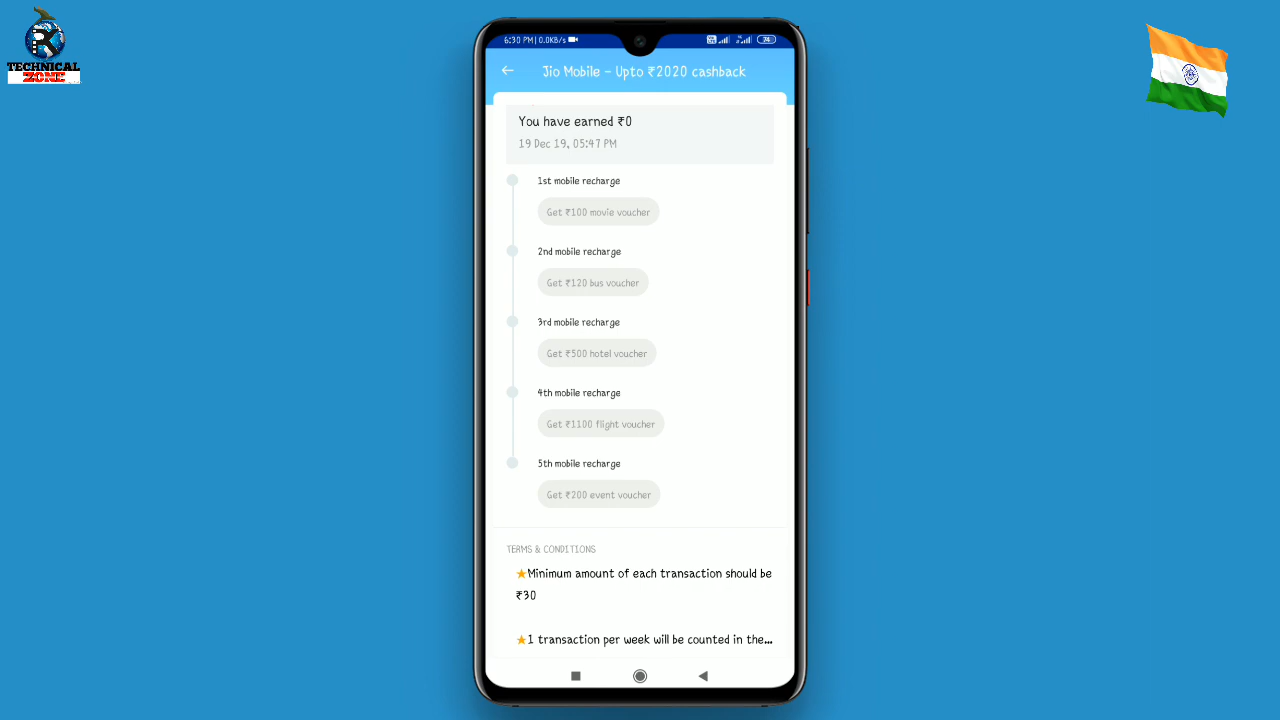 TECHNICAL
ZONE
6:30 PM | 0.0KB/s
74
Jio Mobile - Upto ₹2020 cashback
You have earned ₹0
19 Dec 19, 05:47 PM
1st mobile recharge
Get ₹100 movie voucher
2nd mobile recharge
Get ₹120 bus voucher
3rd mobile recharge
Get ₹500 hotel voucher
4th mobile recharge
Get ₹1100 flight voucher
5th mobile recharge
Get ₹200 event voucher
TERMS & CONDITIONS
★Minimum amount of each transaction should be
₹30
★1 transaction per week will be counted in the...